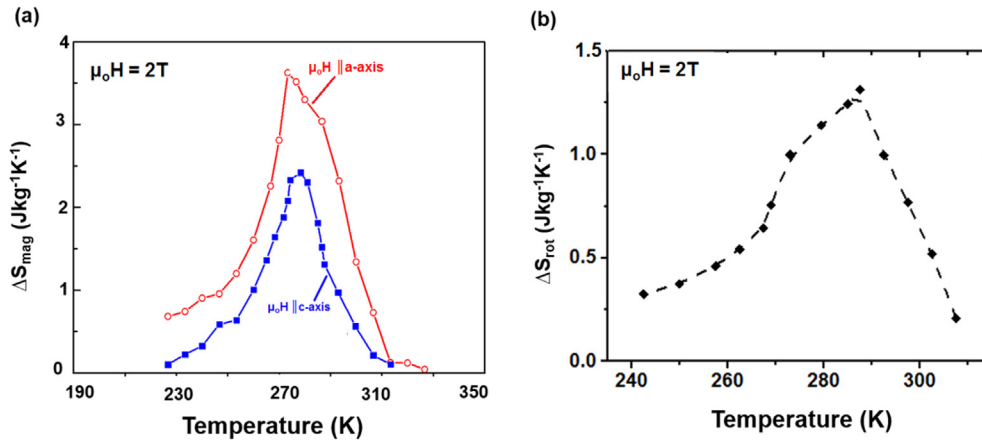 (a)
μₒH = 2T
μₒH ∥a-axis
μₒH ∥c-axis
ΔSmag (Jkg⁻¹K⁻¹)
4
3
2
1
0
190 230 270 310 350
Temperature (K)
(b)
μₒH = 2T
ΔSrot (Jkg⁻¹K⁻¹)
1.5
1.0
0.5
0.0
240 260 280 300
Temperature (K)